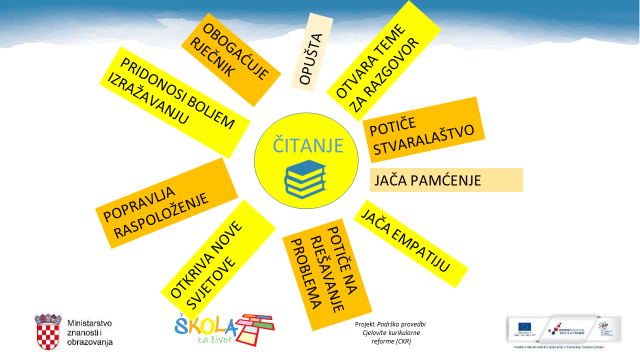 ČITANJE
OBOGAĆUJE
RJEČNIK
OPUŠTA
OTVARA TEME
ZA RAZGOVOR
POTIČE
STVARALAŠTVO
JAČA PAMĆENJE
JAČA EMPATIJU
POTIČE NA
RJEŠAVANJE
PROBLEMA
OTKRIVA NOVE
SVJETOVE
POPRAVLJA
RASPOLOŽENJE
PRIDONOSI BOLJEM
IZRAŽAVANJU
Ministarstvo
znanosti i
obrazovanja
ŠKOLA
za život
Projekt Podrška provedbi
Cjelovite kurikularne
reforme (CKR)